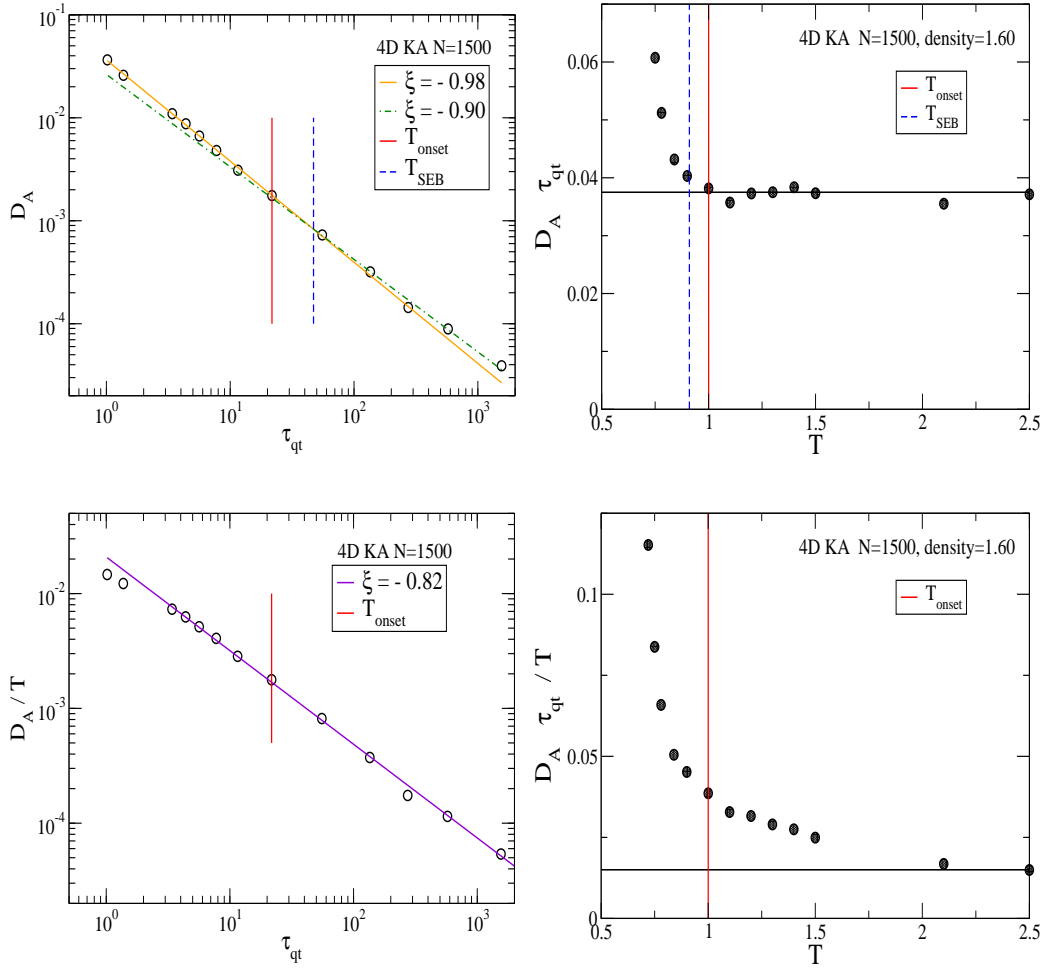 4D KA N=1500
ξ = - 0.98
ξ = - 0.90
T_onset
T_SEB
10^-1
10^-2
10^-3
10^-4
D_A
10^0 10^1 10^2 10^3
τ_qt
4D KA N=1500, density=1.60
T_onset
T_SEB
0.06
0.04
0.02
0
D_A τ_qt
0.5 1 1.5 2 2.5
T
4D KA N=1500
ξ = - 0.82
T_onset
10^-2
10^-3
10^-4
D_A / T
10^0 10^1 10^2 10^3
τ_qt
4D KA N=1500, density=1.60
T_onset
0.1
0.05
0
D_A τ_qt / T
0.5 1 1.5 2 2.5
T